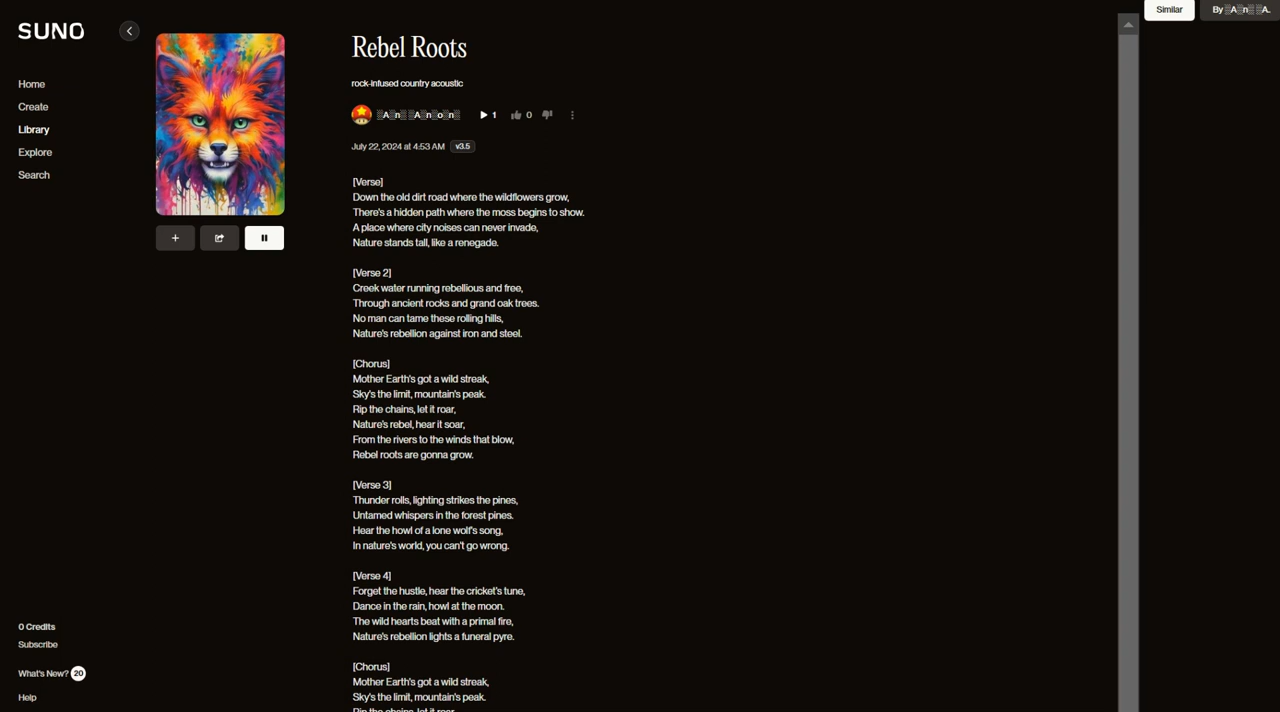 SUNO
Home
Create
Library
Explore
Search
0 Credits
Subscribe
What's New? 20
Help
Rebel Roots
rock-infused country acoustic
░A░n░ ░A░n░o░n░
1
0
July 22, 2024 at 4:53 AM v3.5
[Verse]
Down the old dirt road where the wildflowers grow,
There's a hidden path where the moss begins to show.
A place where city noises can never invade,
Nature stands tall, like a renegade.
[Verse 2]
Creek water running rebellious and free,
Through ancient rocks and grand oak trees.
No man can tame these rolling hills,
Nature's rebellion against iron and steel.
[Chorus]
Mother Earth's got a wild streak,
Sky's the limit, mountain's peak.
Rip the chains, let it roar,
Nature's rebel, hear it soar,
From the rivers to the winds that blow,
Rebel roots are gonna grow.
[Verse 3]
Thunder rolls, lighting strikes the pines,
Untamed whispers in the forest pines.
Hear the howl of a lone wolf's song,
In nature's world, you can't go wrong.
[Verse 4]
Forget the hustle, hear the cricket's tune,
Dance in the rain, howl at the moon.
The wild hearts beat with a primal fire,
Nature's rebellion lights a funeral pyre.
[Chorus]
Mother Earth's got a wild streak,
Sky's the limit, mountain's peak.
Rip the chains, let it roar
Similar
By ░A░n░ ░A.